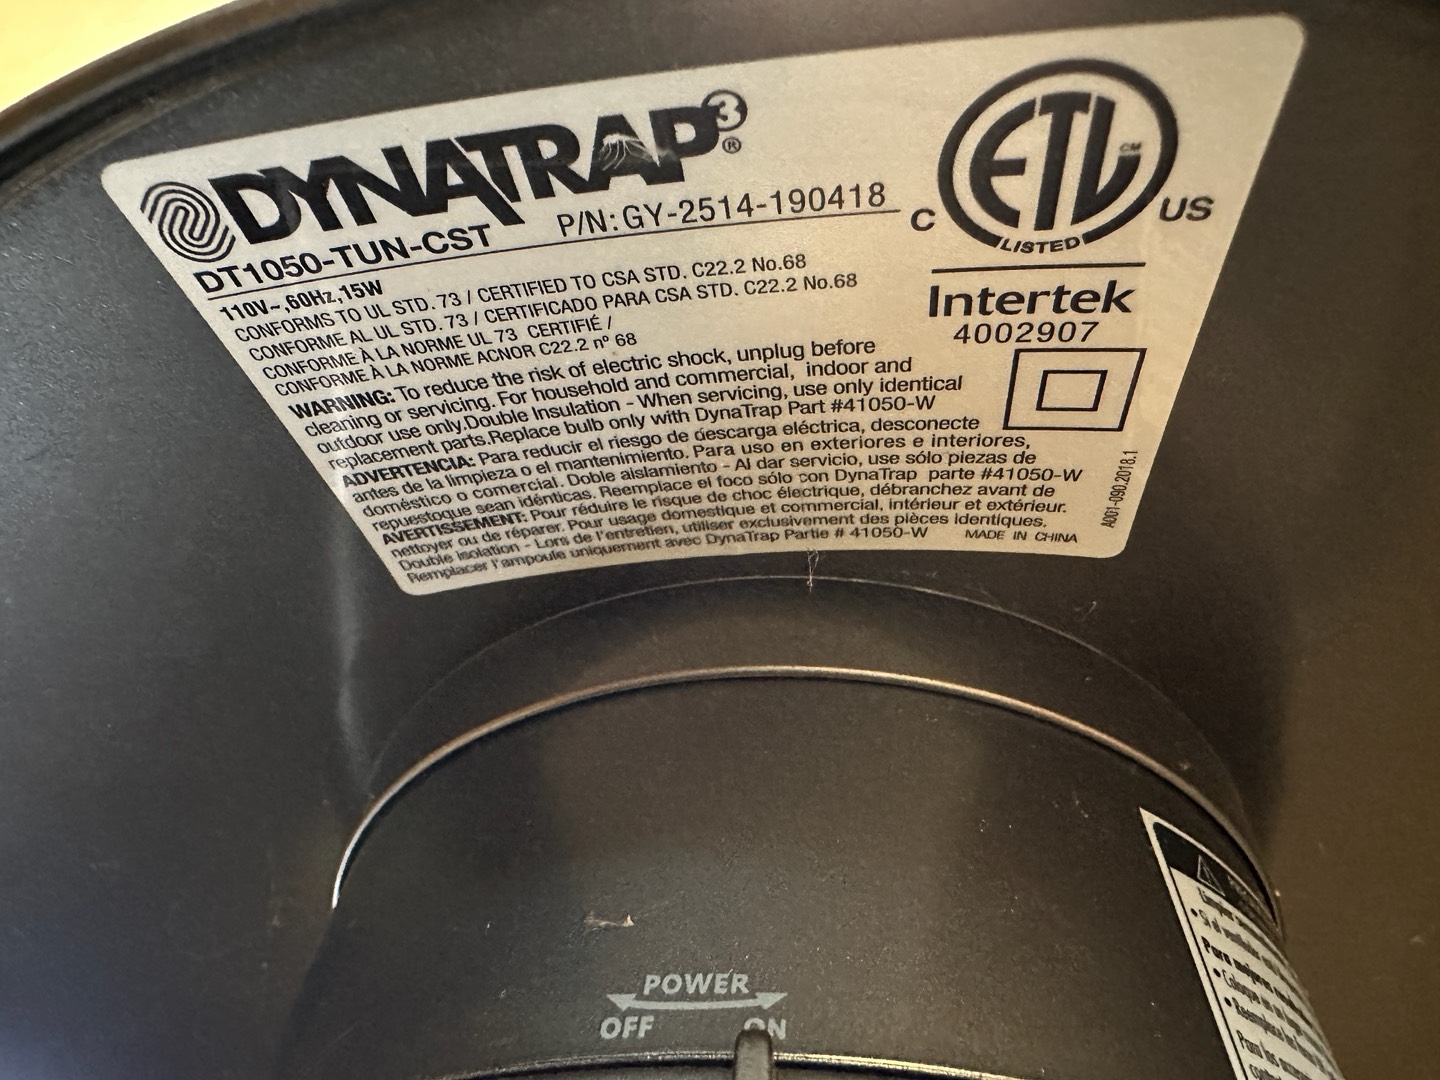 DYNATRAP³®
DT1050-TUN-CST P/N: GY-2514-190418
110V~,60Hz,15W
CONFORMS TO UL STD. 73 / CERTIFIED TO CSA STD. C22.2 No.68
CONFORME AL UL STD. 73 / CERTIFICADO PARA CSA STD. C22.2 No.68
CONFORME À LA NORME UL 73 CERTIFIÉ /
CONFORME À LA NORME ACNOR C22.2 nº 68
WARNING: To reduce the risk of electric shock, unplug before
cleaning or servicing. For household and commercial, indoor and
outdoor use only.Double Insulation - When servicing, use only identical
replacement parts.Replace bulb only with DynaTrap Part #41050-W
ADVERTENCIA: Para reducir el riesgo de descarga eléctrica, desconecte
antes de la limpieza o el mantenimiento. Para uso en exteriores e interiores,
doméstico o comercial. Doble aislamiento - Al dar servicio, use sólo piezas de
repuestoque sean idénticas. Reemplace el foco sólo con DynaTrap parte #41050-W
AVERTISSEMENT: Pour réduire le risque de choc électrique, débranchez avant de
nettoyer ou de réparer. Pour usage domestique et commercial, intérieur et extérieur.
Double isolation - Lors de l'entretien, utiliser exclusivement des pièces identiques.
Remplacer l'ampoule uniquement avec DynaTrap Partie # 41050-W MADE IN CHINA
C ETL CM US
LISTED
Intertek
4002907
A001-090.2018.1
POWER
OFF ON
Para